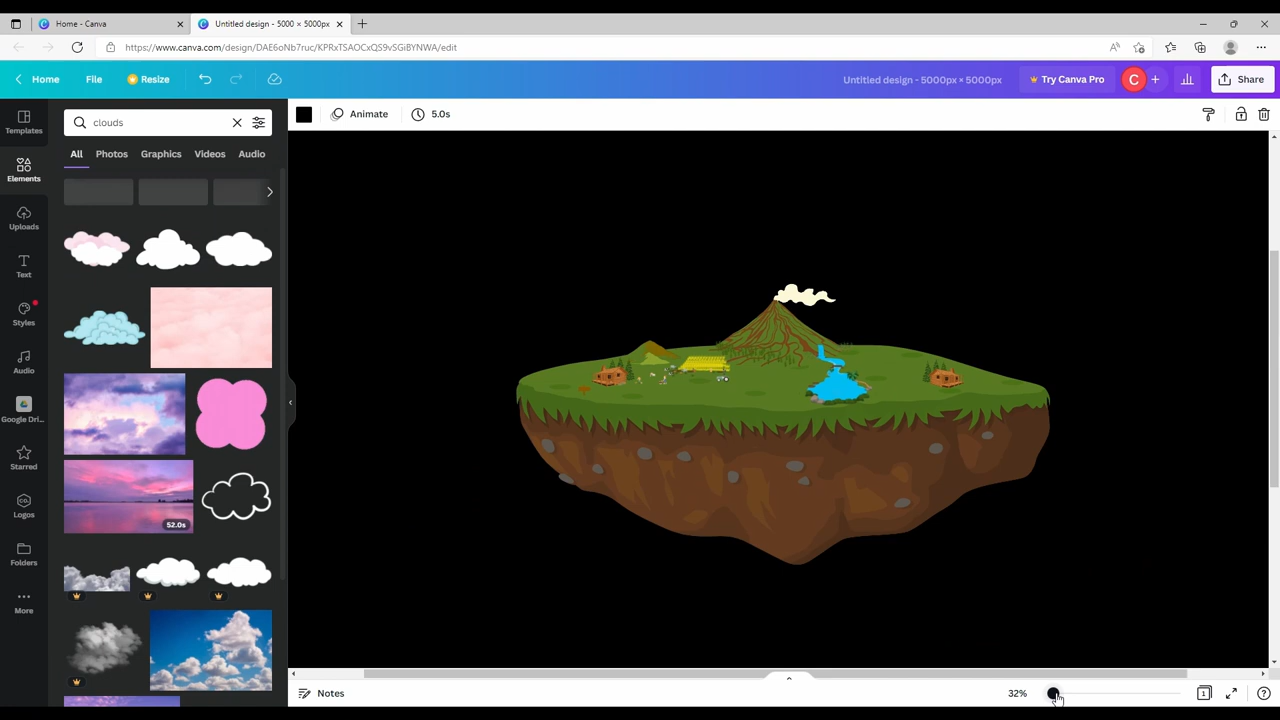 Home - Canva
Untitled design - 5000 × 5000px
https://www.canva.com/design/DAE6oNb7ruc/KPRxTSAOCxQS9vSGiBYNWA/edit
Home
File
Resize
Untitled design - 5000px × 5000px
Try Canva Pro
C
Share
Templates
Elements
Uploads
Text
Styles
Audio
Google Dri...
Starred
Logos
Folders
More
clouds
All
Photos
Graphics
Videos
Audio
52.0s
Animate
5.0s
Notes
32%
1